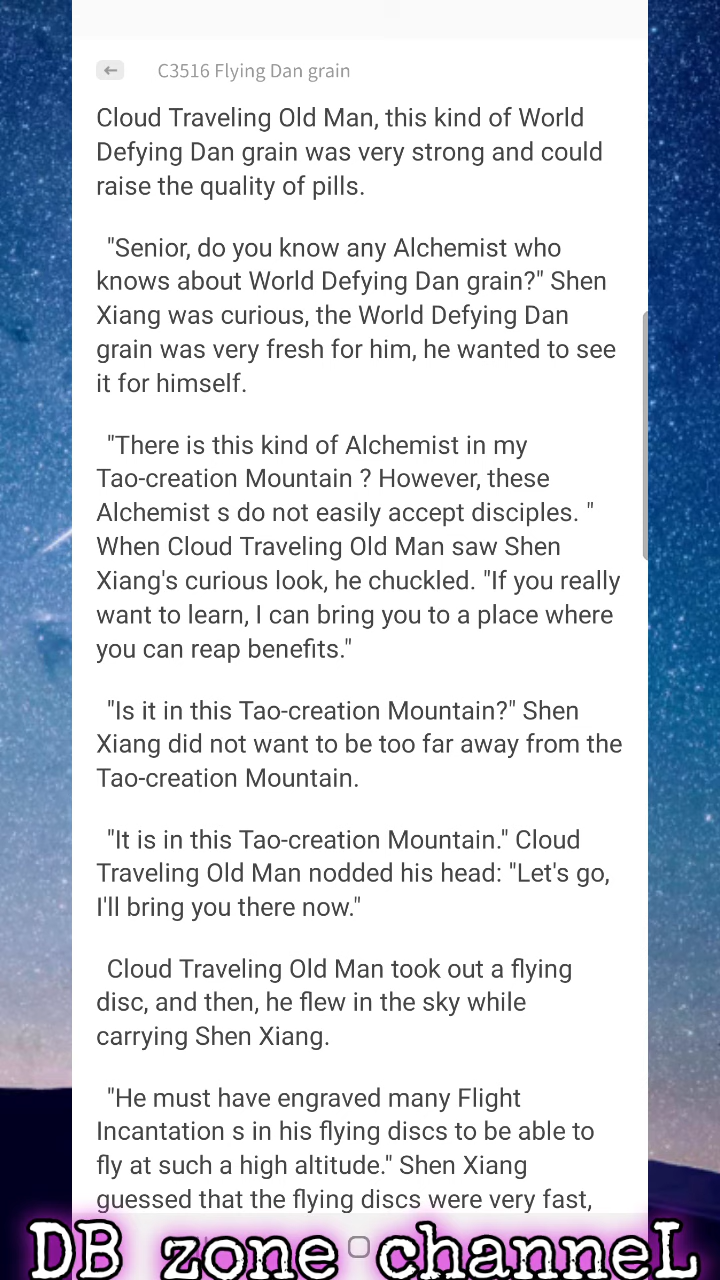 C3516 Flying Dan grain
Cloud Traveling Old Man, this kind of World
Defying Dan grain was very strong and could
raise the quality of pills.
"Senior, do you know any Alchemist who
knows about World Defying Dan grain?" Shen
Xiang was curious, the World Defying Dan
grain was very fresh for him, he wanted to see
it for himself.
"There is this kind of Alchemist in my
Tao-creation Mountain ? However, these
Alchemist s do not easily accept disciples. "
When Cloud Traveling Old Man saw Shen
Xiang's curious look, he chuckled. "If you really
want to learn, I can bring you to a place where
you can reap benefits."
"Is it in this Tao-creation Mountain?" Shen
Xiang did not want to be too far away from the
Tao-creation Mountain.
"It is in this Tao-creation Mountain." Cloud
Traveling Old Man nodded his head: "Let's go,
I'll bring you there now."
Cloud Traveling Old Man took out a flying
disc, and then, he flew in the sky while
carrying Shen Xiang.
"He must have engraved many Flight
Incantation s in his flying discs to be able to
fly at such a high altitude." Shen Xiang
guessed that the flying discs were very fast,
DB zone channeL